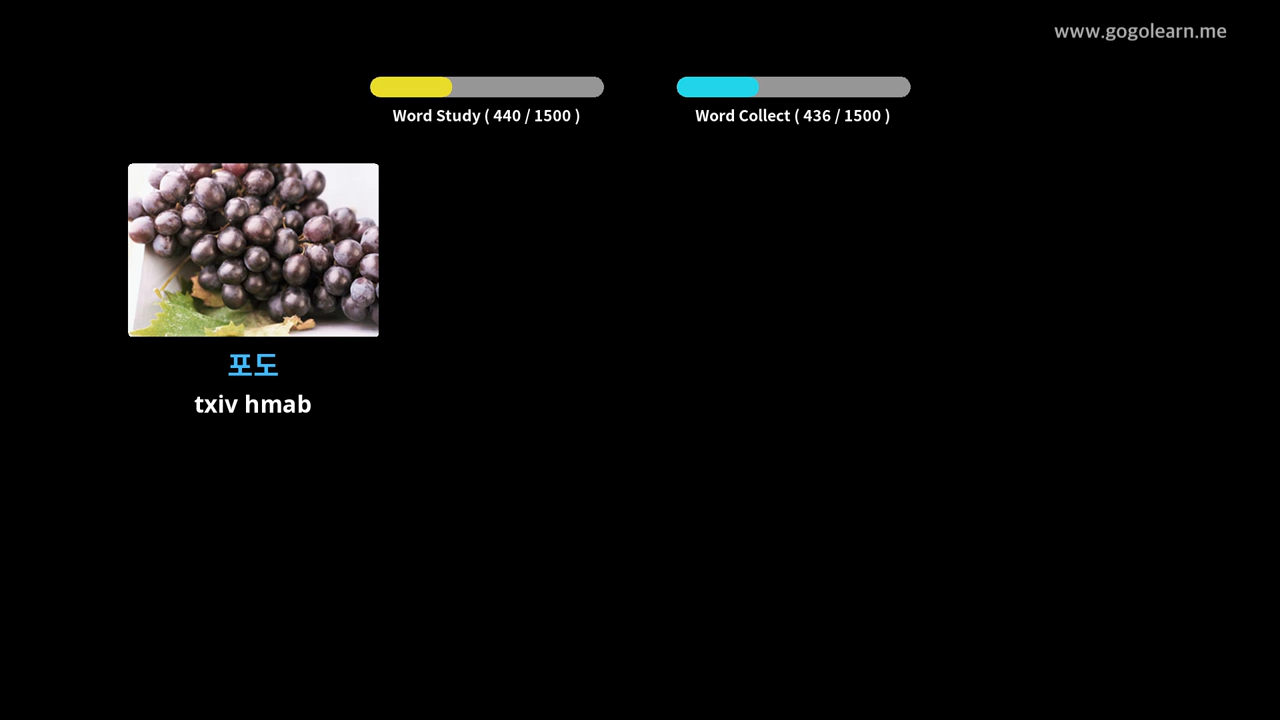 www.gogolearn.me
Word Study ( 440 / 1500 )
Word Collect ( 436 / 1500 )
포도
txiv hmab